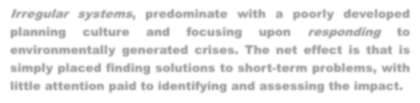 Irregular systems, predominate with a poorly developed
planning culture and focusing upon responding to
environmentally generated crises. The net effect is that is
simply placed finding solutions to short-term problems, with
little attention paid to identifying and assessing the impact.